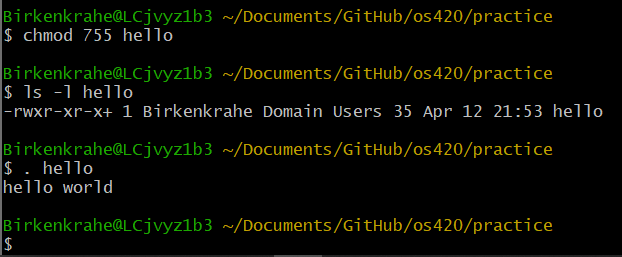 Birkenkrahe@LCjvyz1b3 ~/Documents/GitHub/os420/practice
$ chmod 755 hello
Birkenkrahe@LCjvyz1b3 ~/Documents/GitHub/os420/practice
$ ls -l hello
-rwxr-xr-x+ 1 Birkenkrahe Domain Users 35 Apr 12 21:53 hello
Birkenkrahe@LCjvyz1b3 ~/Documents/GitHub/os420/practice
$ . hello
hello world
Birkenkrahe@LCjvyz1b3 ~/Documents/GitHub/os420/practice
$